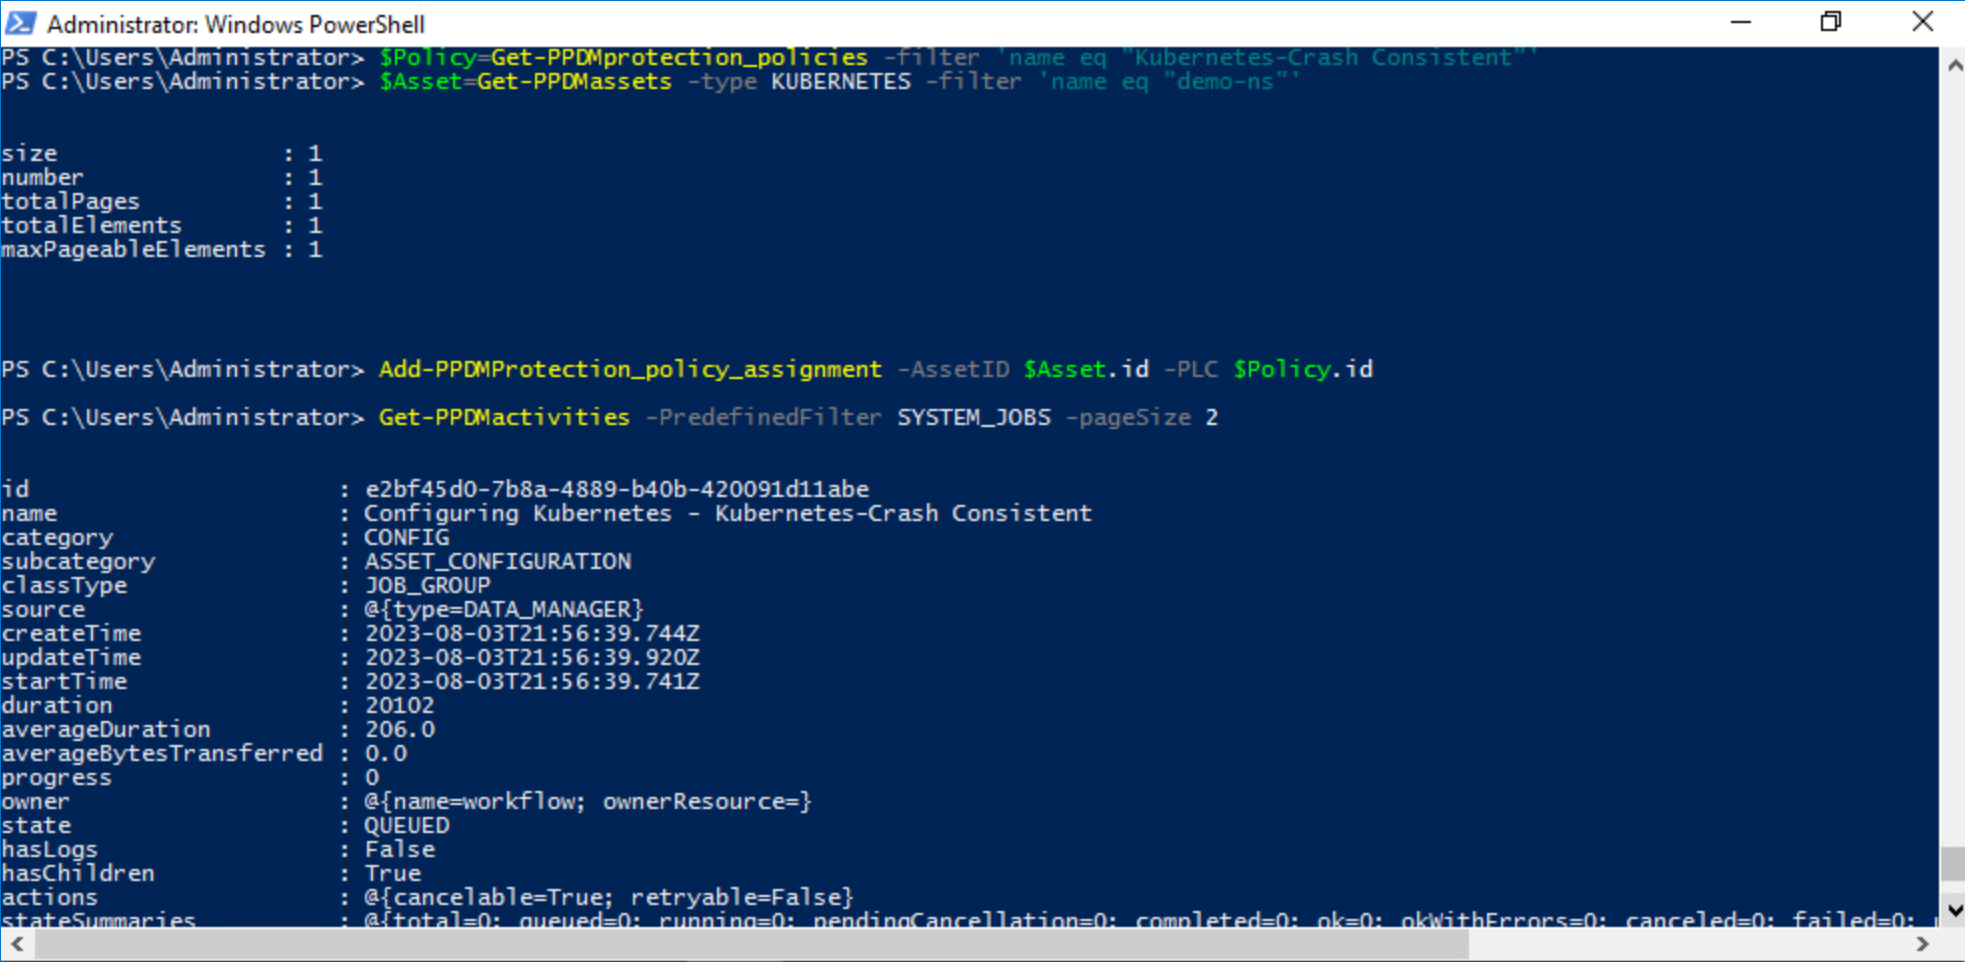 Administrator: Windows PowerShell
PS C:\Users\Administrator> $Policy=Get-PPDMprotection_policies -filter 'name eq "Kubernetes-Crash Consistent"'
PS C:\Users\Administrator> $Asset=Get-PPDMassets -type KUBERNETES -filter 'name eq "demo-ns"'
size : 1
number : 1
totalPages : 1
totalElements : 1
maxPageableElements : 1
PS C:\Users\Administrator> Add-PPDMProtection_policy_assignment -AssetID $Asset.id -PLC $Policy.id
PS C:\Users\Administrator> Get-PPDMactivities -PredefinedFilter SYSTEM_JOBS -pageSize 2
id : e2bf45d0-7b8a-4889-b40b-420091d11abe
name : Configuring Kubernetes - Kubernetes-Crash Consistent
category : CONFIG
subcategory : ASSET_CONFIGURATION
classType : JOB_GROUP
source : @{type=DATA_MANAGER}
createTime : 2023-08-03T21:56:39.744Z
updateTime : 2023-08-03T21:56:39.920Z
startTime : 2023-08-03T21:56:39.741Z
duration : 20102
averageDuration : 206.0
averageBytesTransferred : 0.0
progress : 0
owner : @{name=workflow; ownerResource=}
state : QUEUED
hasLogs : False
hasChildren : True
actions : @{cancelable=True; retryable=False}
stateSummaries : @{total=0; queued=0; running=0; pendingCancellation=0; completed=0; ok=0; okWithErrors=0; canceled=0; failed=0;